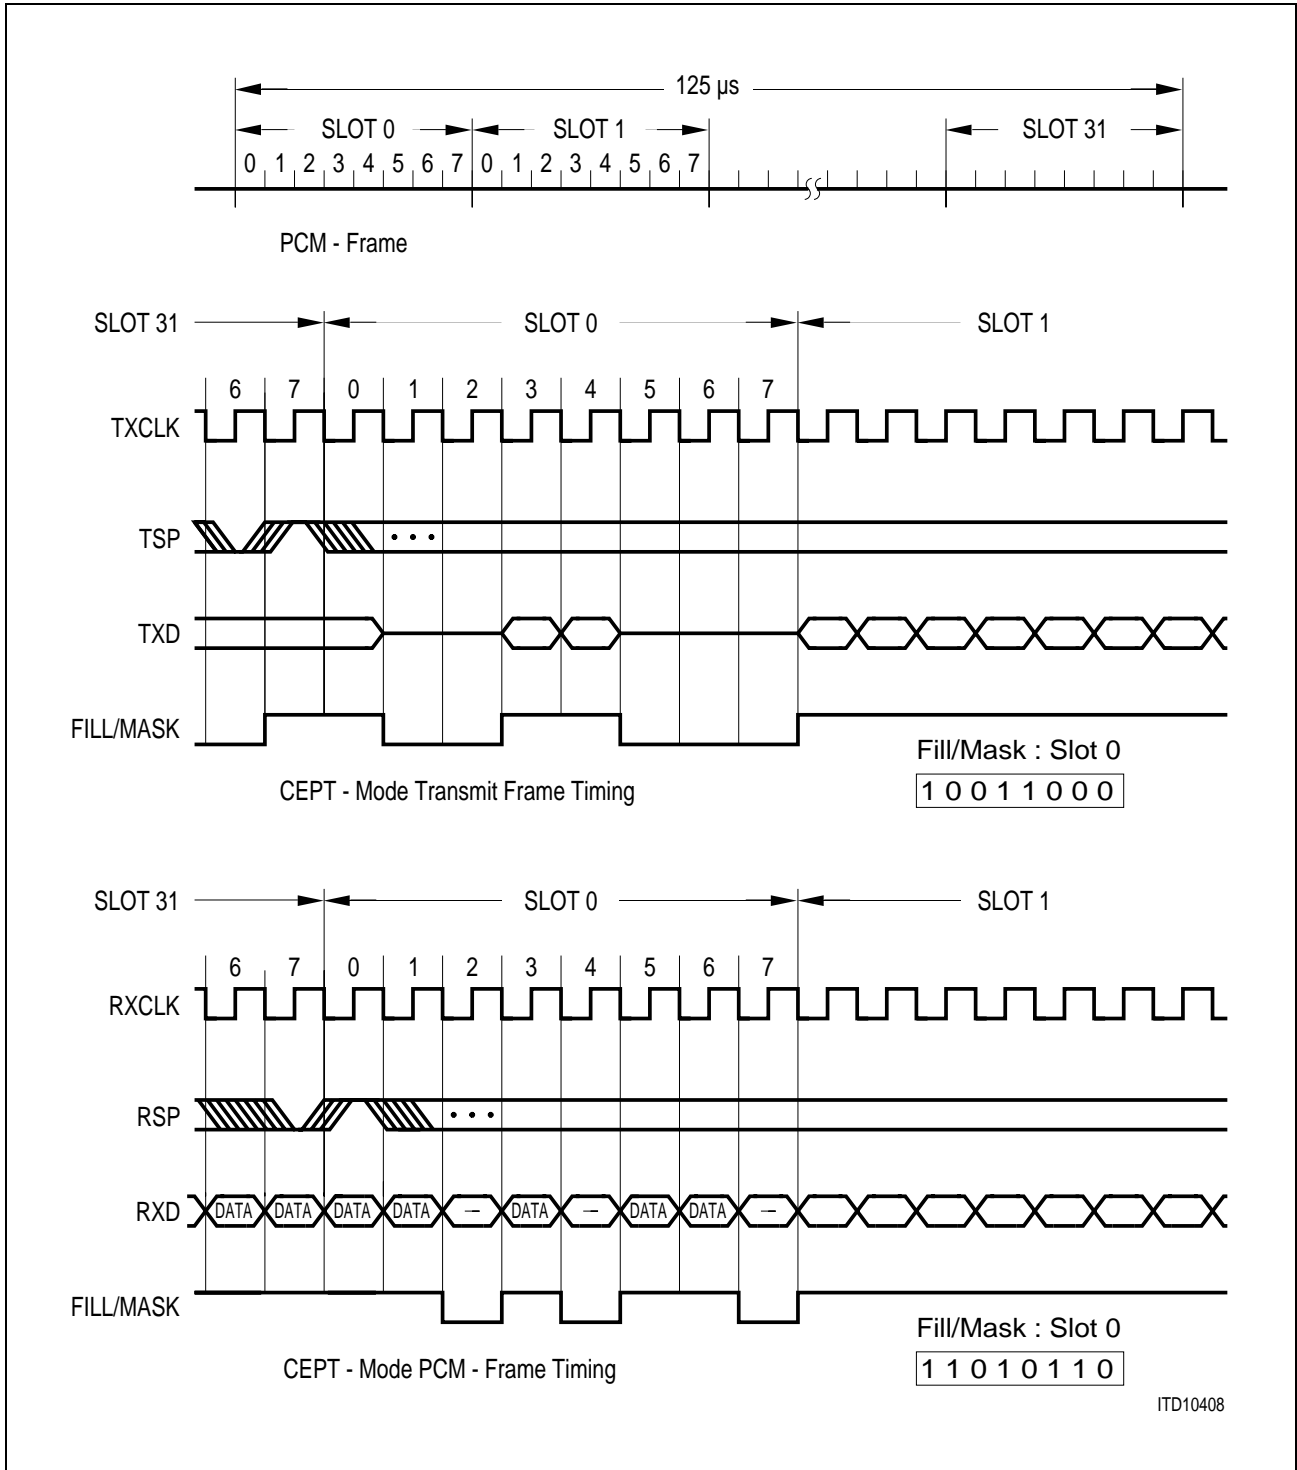 125 µs
SLOT 0 SLOT 1 SLOT 31
0 1 2 3 4 5 6 7 0 1 2 3 4 5 6 7
PCM - Frame
SLOT 31 SLOT 0 SLOT 1
6 7 0 1 2 3 4 5 6 7
TXCLK
TSP
TXD
FILL/MASK
Fill/Mask : Slot 0
CEPT - Mode Transmit Frame Timing
1 0 0 1 1 0 0 0
SLOT 31 SLOT 0 SLOT 1
6 7 0 1 2 3 4 5 6 7
RXCLK
RSP
RXD DATA DATA DATA DATA – DATA – DATA DATA –
FILL/MASK
Fill/Mask : Slot 0
CEPT - Mode PCM - Frame Timing
1 1 0 1 0 1 1 0
ITD10408